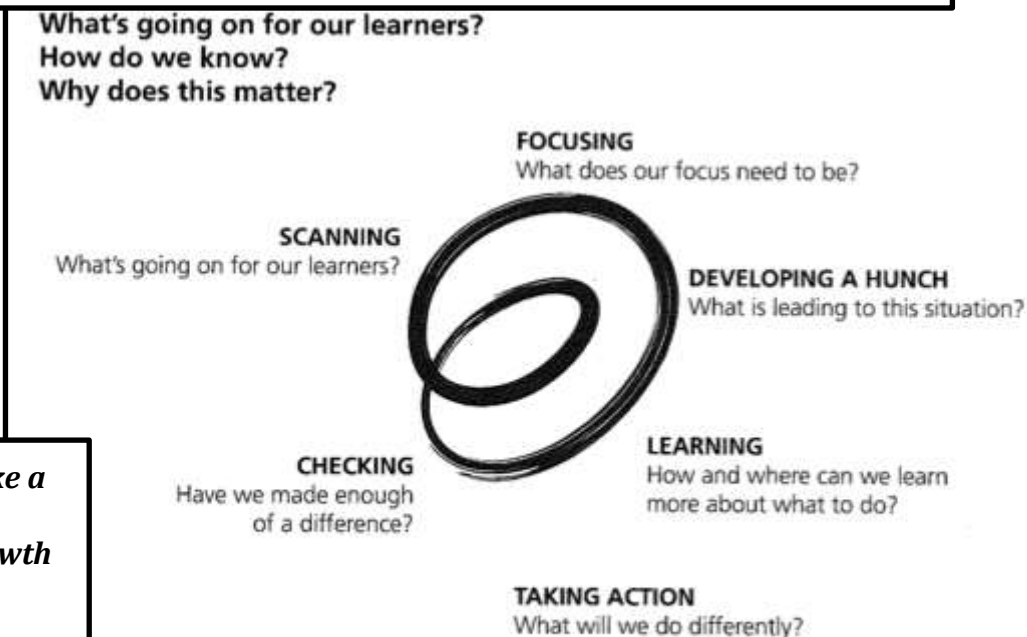 What's going on for our learners?
How do we know?
Why does this matter?
FOCUSING
What does our focus need to be?
SCANNING
What's going on for our learners?
DEVELOPING A HUNCH
What is leading to this situation?
LEARNING
How and where can we learn
more about what to do?
CHECKING
Have we made enough
of a difference?
TAKING ACTION
What will we do differently?
a